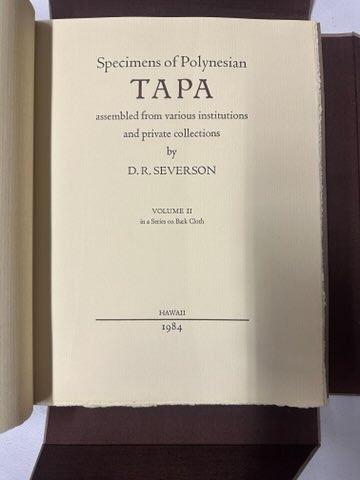 Specimens of Polynesian
TAPA
assembled from various institutions
and private collections
by
D. R. SEVERSON
VOLUME II
in a Series on Bark Cloth
HAWAII
1984